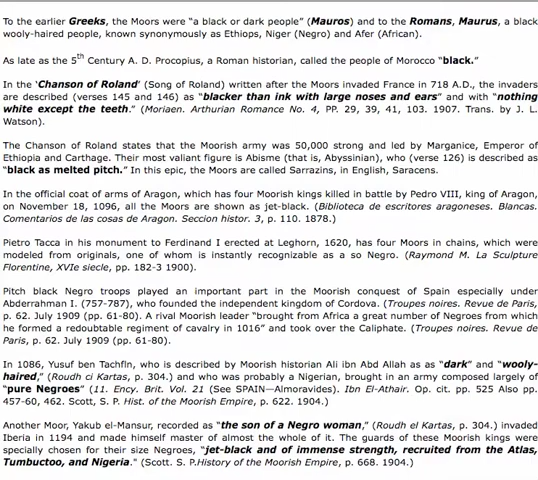 To the earlier Greeks, the Moors were "a black or dark people" (Mauros) and to the Romans, Maurus, a black
wooly-haired people, known synonymously as Ethiops, Niger (Negro) and Afer (African).
As late as the 5th Century A. D. Procopius, a Roman historian, called the people of Morocco "black."
In the 'Chanson of Roland' (Song of Roland) written after the Moors invaded France in 718 A.D., the invaders
are described (verses 145 and 146) as "blacker than ink with large noses and ears" and with "nothing
white except the teeth." (Moriaen. Arthurian Romance No. 4, PP. 29, 39, 41, 103. 1907. Trans. by J. L.
Watson).
The Chanson of Roland states that the Moorish army was 50,000 strong and led by Marganice, Emperor of
Ethiopia and Carthage. Their most valiant figure is Abisme (that is, Abyssinian), who (verse 126) is described as
"black as melted pitch." In this epic, the Moors are called Sarrazins, in English, Saracens.
In the official coat of arms of Aragon, which has four Moorish kings killed in battle by Pedro VIII, king of Aragon,
on November 18, 1096, all the Moors are shown as jet-black. (Biblioteca de escritores aragoneses. Blancas.
Comentarios de las cosas de Aragon. Seccion histor. 3, p. 110. 1878.)
Pietro Tacca in his monument to Ferdinand I erected at Leghorn, 1620, has four Moors in chains, which were
modeled from originals, one of whom is instantly recognizable as a so Negro. (Raymond M. La Sculpture
Florentine, XVIe siecle, pp. 182-3 1900).
Pitch black Negro troops played an important part in the Moorish conquest of Spain especially under
Abderrahman I. (757-787), who founded the independent kingdom of Cordova. (Troupes noires. Revue de Paris,
p. 62. July 1909 (pp. 61-80). A rival Moorish leader "brought from Africa a great number of Negroes from which
he formed a redoubtable regiment of cavalry in 1016" and took over the Caliphate. (Troupes noires. Revue de
Paris, p. 62. July 1909 (pp. 61-80).
In 1086, Yusuf ben Tachfln, who is described by Moorish historian Ali ibn Abd Allah as as "dark" and "wooly-
haired," (Roudh ci Kartas, p. 304.) and who was probably a Nigerian, brought in an army composed largely of
"pure Negroes" (11. Ency. Brit. Vol. 21 (See SPAIN—Almoravides). Ibn El-Athair. Op. cit. pp. 525 Also pp.
457-60, 462. Scott, S. P. Hist. of the Moorish Empire, p. 622. 1904.)
Another Moor, Yakub el-Mansur, recorded as "the son of a Negro woman," (Roudh el Kartas, p. 304.) invaded
Iberia in 1194 and made himself master of almost the whole of it. The guards of these Moorish kings were
specially chosen for their size Negroes, "jet-black and of immense strength, recruited from the Atlas,
Tumbuctoo, and Nigeria." (Scott. S. P.History of the Moorish Empire, p. 668. 1904.)